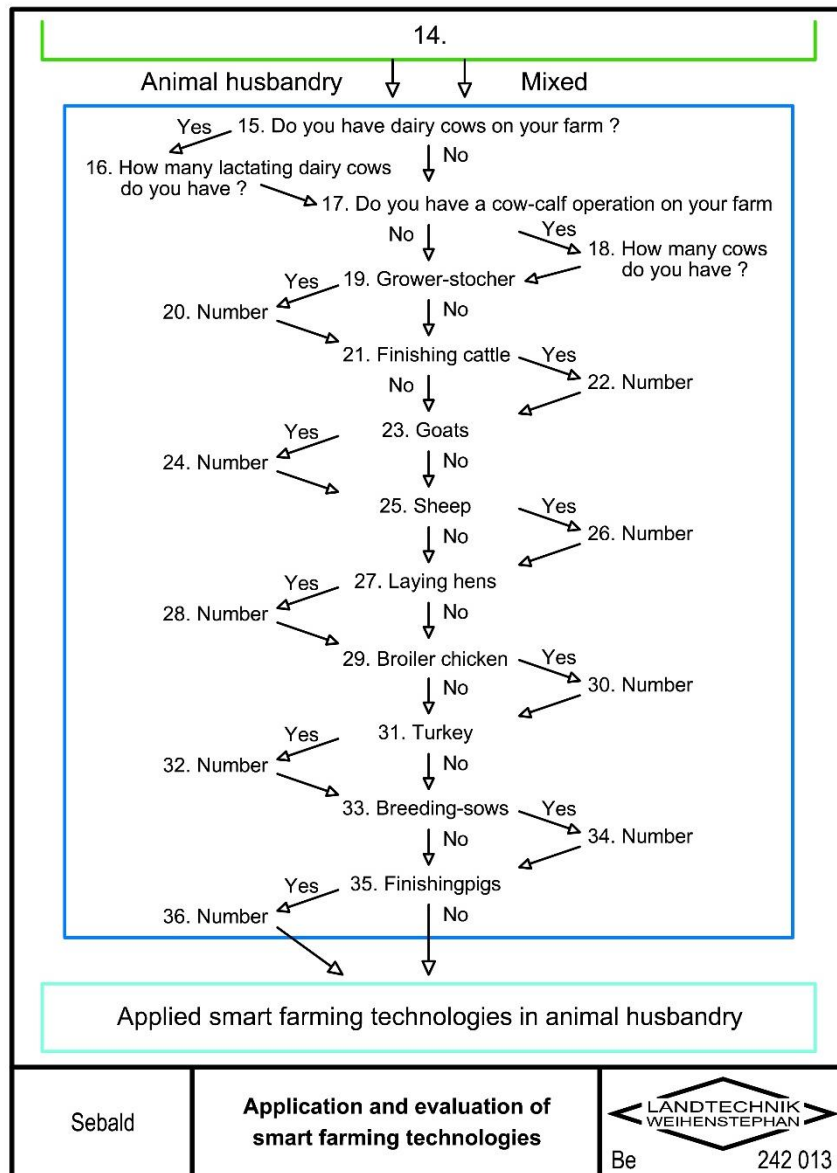 14.
Animal husbandry
Mixed
Yes
15. Do you have dairy cows on your farm ?
No
16. How many lactating dairy cows
do you have ?
17. Do you have a cow-calf operation on your farm
No
Yes
18. How many cows
do you have ?
Yes
19. Grower-stocher
20. Number
No
21. Finishing cattle
Yes
No
22. Number
Yes
23. Goats
24. Number
No
25. Sheep
Yes
No
26. Number
Yes
27. Laying hens
28. Number
No
29. Broiler chicken
Yes
No
30. Number
Yes
31. Turkey
32. Number
No
33. Breeding-sows
Yes
No
34. Number
Yes
35. Finishingpigs
36. Number
No
Applied smart farming technologies in animal husbandry
Sebald
Application and evaluation of
smart farming technologies
LANDTECHNIK
WEIHENSTEPHAN
Be
242 013